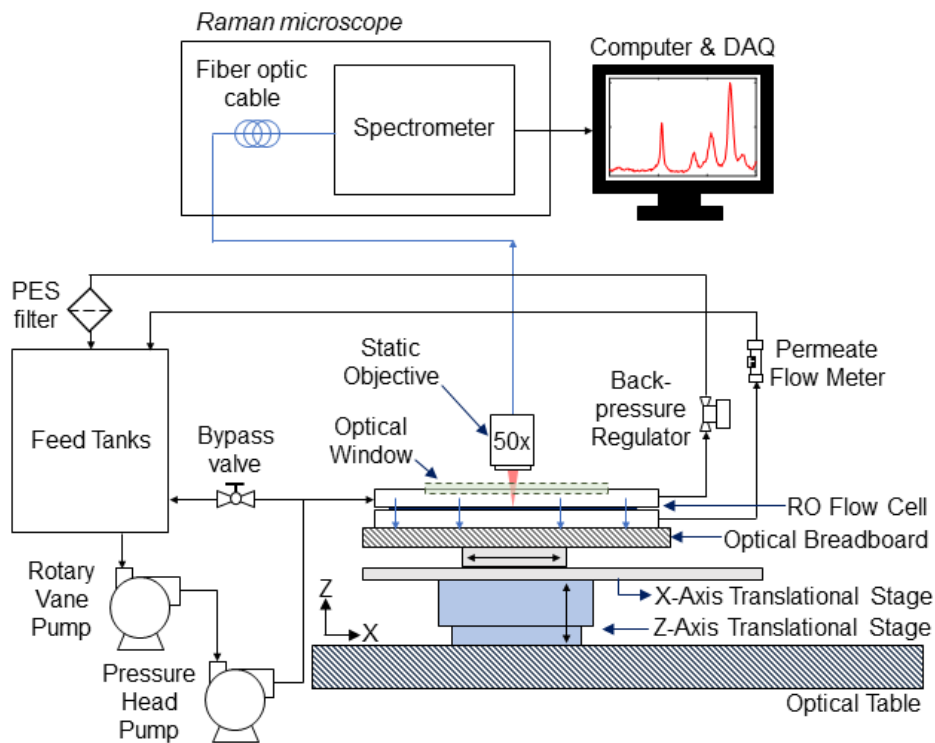 Raman microscope
Computer & DAQ
Fiber optic
cable
Spectrometer
PES
filter
Static
Objective
Permeate
Flow Meter
Back-
pressure
Regulator
Feed Tanks
Bypass
valve
Optical
Window
50x
RO Flow Cell
Optical Breadboard
Rotary
Vane
Pump
Z
X
X-Axis Translational Stage
Z-Axis Translational Stage
Pressure
Head
Pump
Optical Table